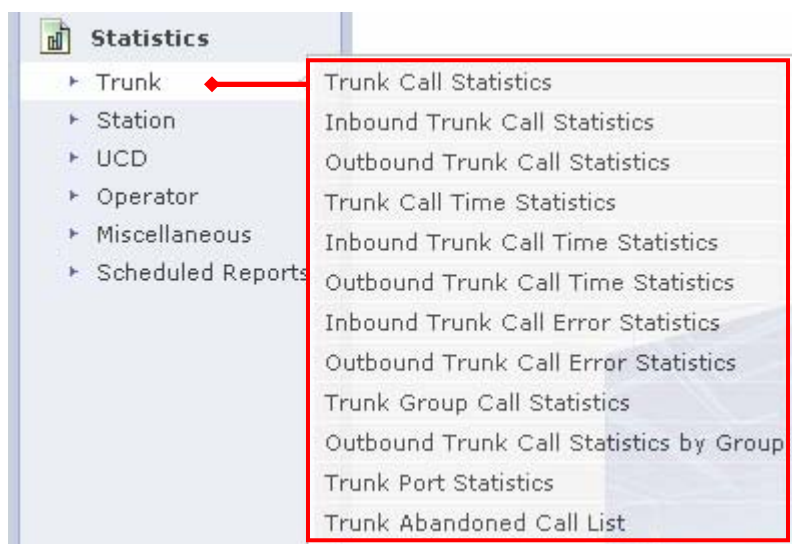 Statistics
Trunk
Station
UCD
Operator
Miscellaneous
Scheduled Reports
Trunk Call Statistics
Inbound Trunk Call Statistics
Outbound Trunk Call Statistics
Trunk Call Time Statistics
Inbound Trunk Call Time Statistics
Outbound Trunk Call Time Statistics
Inbound Trunk Call Error Statistics
Outbound Trunk Call Error Statistics
Trunk Group Call Statistics
Outbound Trunk Call Statistics by Group
Trunk Port Statistics
Trunk Abandoned Call List